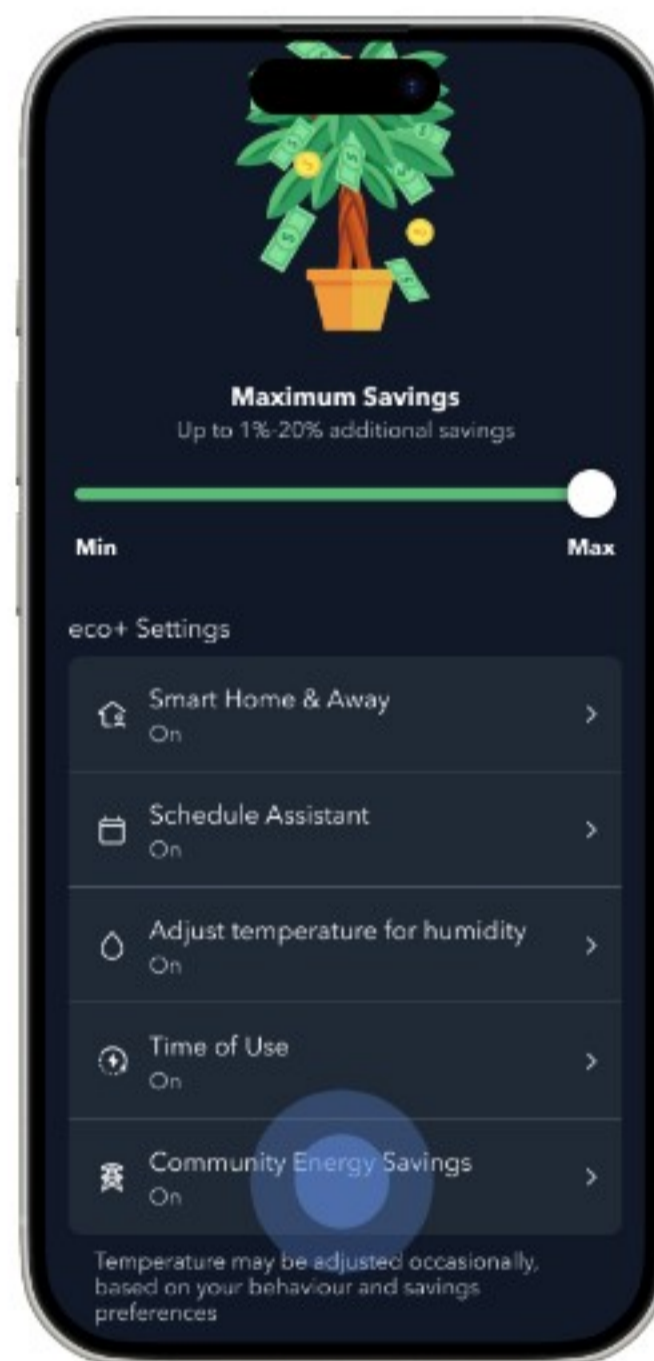 Maximum Savings
Up to 1%-20% additional savings
Min
Max
eco+ Settings
Smart Home & Away
On
Schedule Assistant
On
Adjust temperature for humidity
On
Time of Use
On
Community Energy Savings
On
Temperature may be adjusted occasionally,
based on your behaviour and savings
preferences